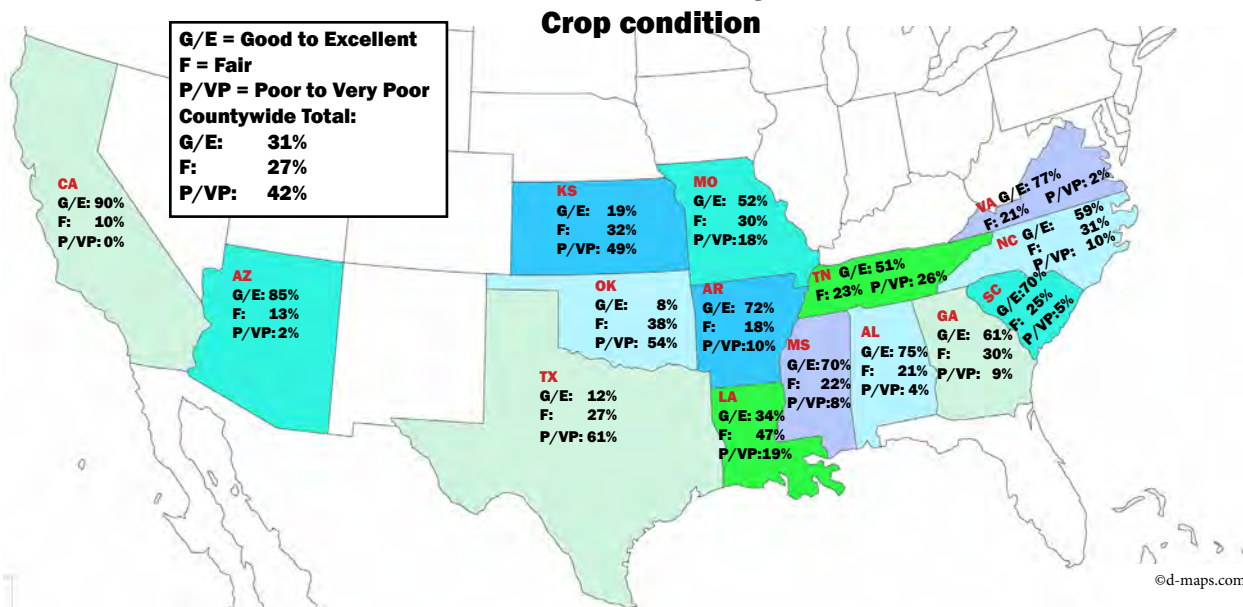 Crop condition
G/E = Good to Excellent
F = Fair
P/VP = Poor to Very Poor
Countywide Total:
G/E: 31%
F: 27%
P/VP: 42%
CA
G/E: 90%
F: 10%
P/VP: 0%
AZ
G/E: 85%
F: 13%
P/VP: 2%
KS
G/E: 19%
F: 32%
P/VP: 49%
OK
G/E: 8%
F: 38%
P/VP: 54%
TX
G/E: 12%
F: 27%
P/VP: 61%
MO
G/E: 52%
F: 30%
P/VP: 18%
AR
G/E: 72%
F: 18%
P/VP: 10%
LA
G/E: 34%
F: 47%
P/VP: 19%
MS
G/E: 70%
F: 22%
P/VP: 8%
TN G/E: 51%
F: 23% P/VP: 26%
AL
G/E: 75%
F: 21%
P/VP: 4%
GA
G/E: 61%
F: 30%
P/VP: 9%
SC
G/E: 70%
F: 25%
P/VP: 5%
NC G/E: 59%
F: 31%
P/VP: 10%
VA G/E: 77%
F: 21% P/VP: 2%
©d-maps.com